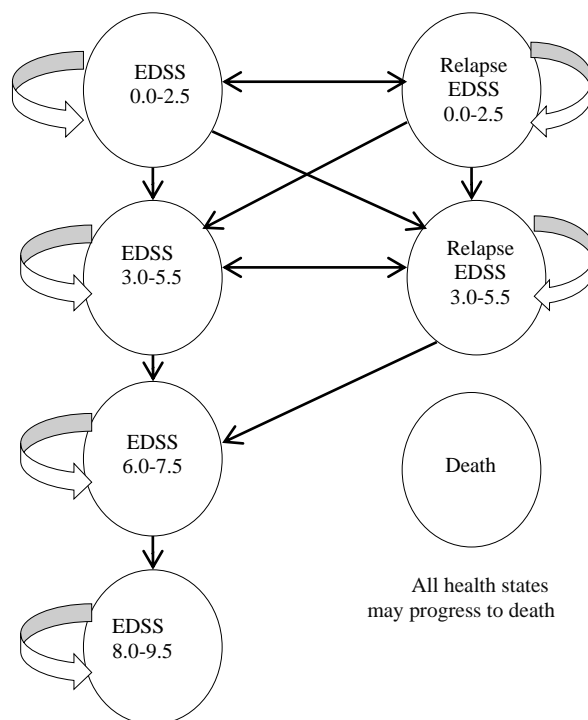 EDSS
0.0-2.5
Relapse
EDSS
0.0-2.5
EDSS
3.0-5.5
Relapse
EDSS
3.0-5.5
EDSS
6.0-7.5
Death
EDSS
8.0-9.5
All health states
may progress to death